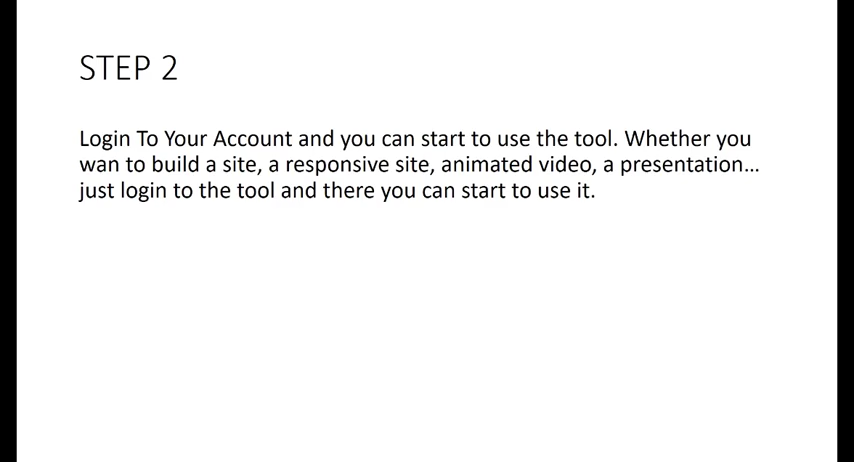 STEP 2
Login To Your Account and you can start to use the tool. Whether you
wan to build a site, a responsive site, animated video, a presentation...
just login to the tool and there you can start to use it.